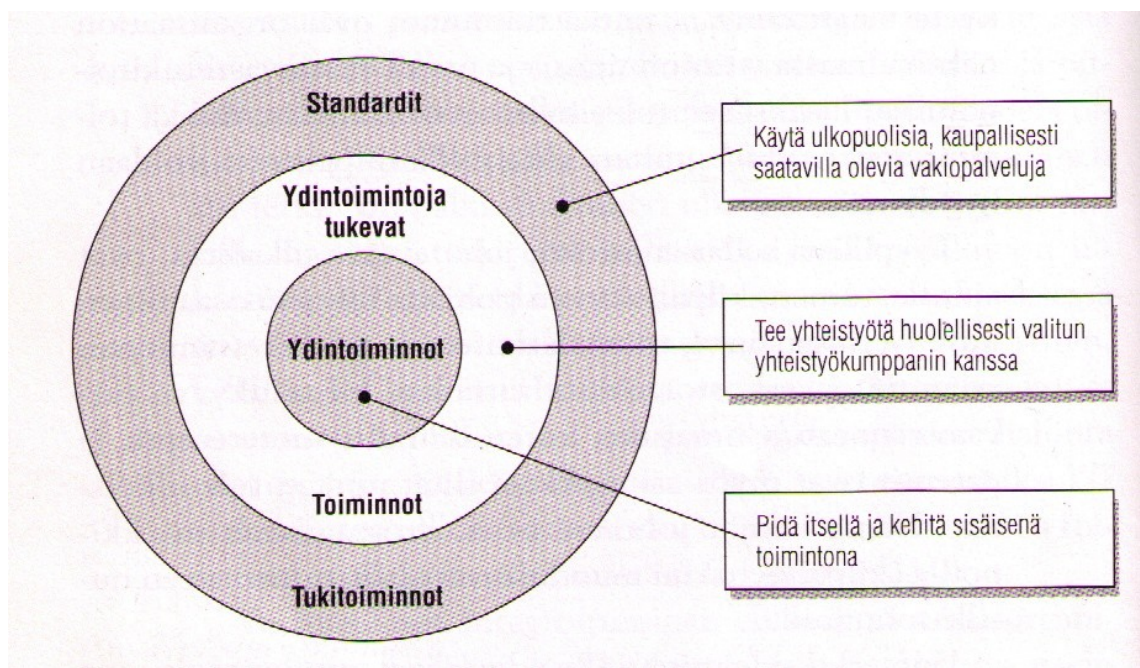 Standardit
Ydintoimintoja
tukevat
Ydintoiminnot
Toiminnot
Tukitoiminnot
Käytä ulkopuolisia, kaupallisesti
saatavilla olevia vakiopalveluja
Tee yhteistyötä huolellisesti valitun
yhteistyökumppanin kanssa
Pidä itsellä ja kehitä sisäisenä
toimintona